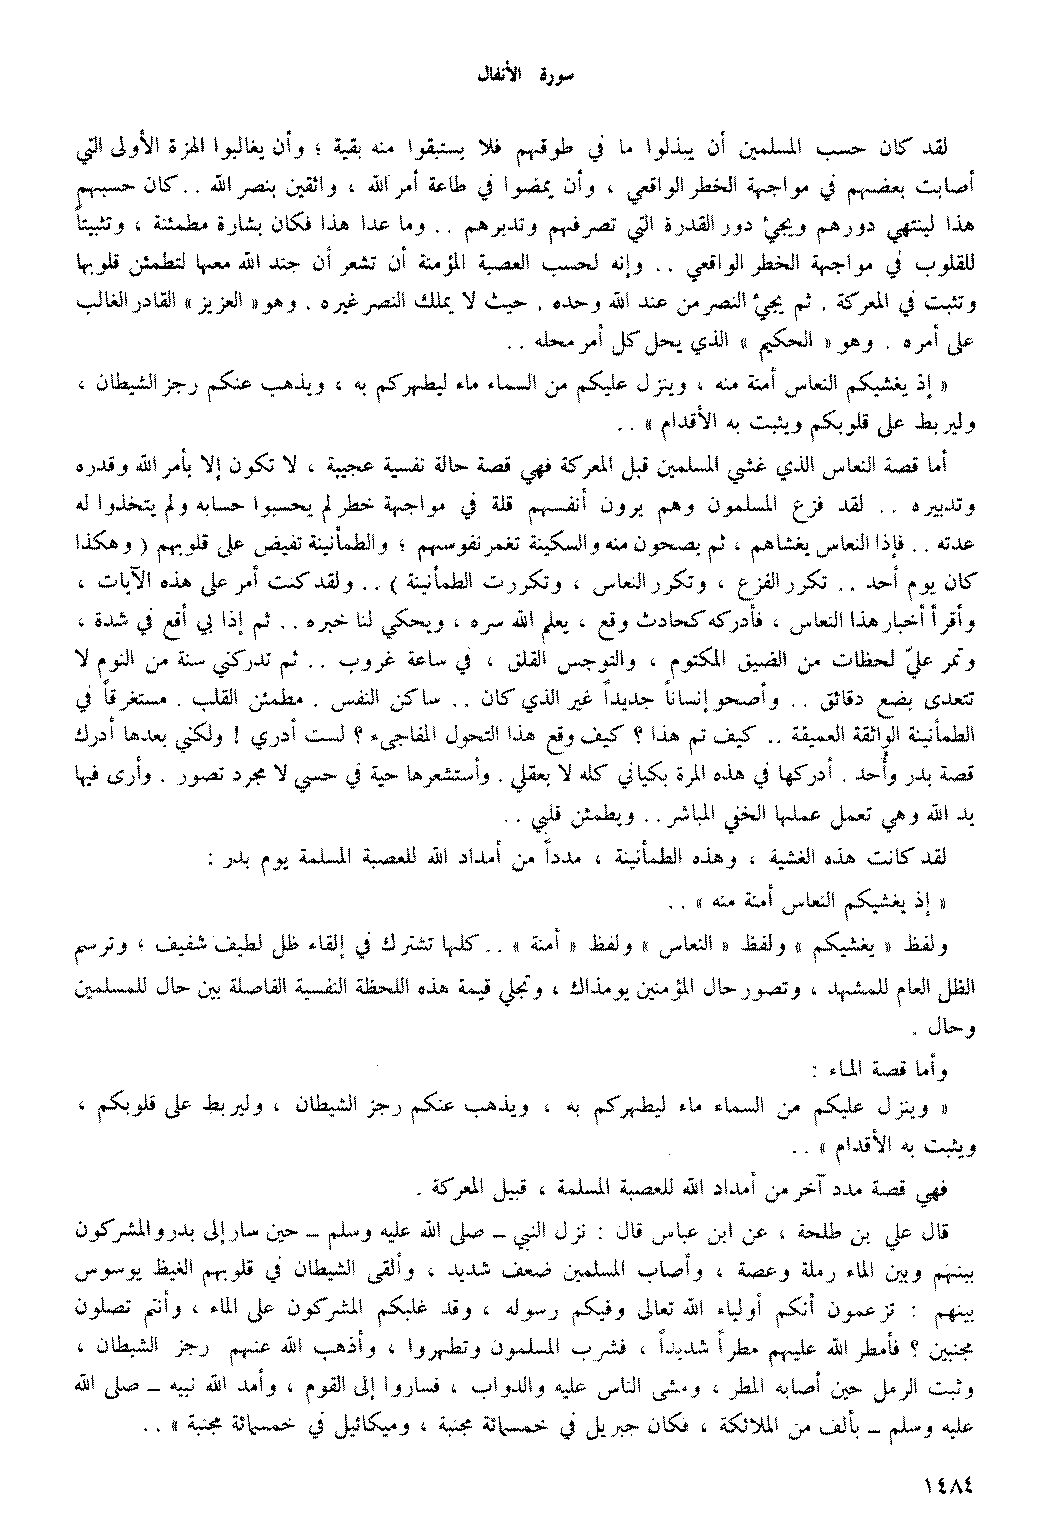 سورة الأنفال
لقد كان حسب المسلمين أن يبذلوا ما في طوقهم فلا يستبقوا منه بقية ؛ وأن يغالبوا الهزة الأولى التي
أصابت بعضهم في مواجهة الخطر الواقعي ، وأن يمضوا في طاعة أمر الله ، واثقين بنصر الله .. كان حسبهم
هذا لينتهي دورهم ويجيء دور القدرة التي تصرفهم وتدبرهم .. وما عدا هذا فكان بشارة مطمئنة ، وتثبيتاً
للقلوب في مواجهة الخطر الواقعي .. وإنه لحسب العصبة المؤمنة أن تشعر أن جند الله معها لتطمئن قلوبها
وتثبت في المعركة . ثم يجيء النصر من عند الله وحده . حيث لا يملك النصر غيره . وهو « العزيز » القادر الغالب
على أمره . وهو « الحكيم » الذي يحل كل أمر محله ..
« إذ يغشيكم النعاس أمنة منه ، وينزل عليكم من السماء ماء ليطهركم به ، ويذهب عنكم رجز الشيطان ،
وليربط على قلوبكم ويثبت به الأقدام » ..
أما قصة النعاس الذي غشي المسلمين قبل المعركة فهي قصة حالة نفسية عجيبة ، لا تكون إلا بأمر الله وقدره
وتدبيره .. لقد فزع المسلمون وهم يرون أنفسهم قلة في مواجهة خطر لم يحسبوا حسابه ولم يتخذوا له
عدته .. فإذا النعاس يغشاهم ، ثم يصحون منه والسكينة تغمر نفوسهم ؛ والطمأنينة تفيض على قلوبهم ( وهكذا
كان يوم أحد .. تكرر الفزع ، وتكرر النعاس ، وتكررت الطمأنينة ) .. ولقد كنت أمر على هذه الآيات ،
وأقرأ أخبار هذا النعاس ، فأدركه كحادث وقع ، يعلم الله سره ، ويحكي لنا خبره .. ثم إذا بي أقع في شدة ،
وتمر عليّ لحظات من الضيق المكتوم ، والتوجس القلق ، في ساعة غروب .. ثم تدركني سنة من النوم لا
تتعدى بضع دقائق .. وأصحو إنساناً جديداً غير الذي كان .. ساكن النفس . مطمئن القلب . مستغرقاً في
الطمأنينة الواثقة العميقة .. كيف تم هذا ؟ كيف وقع هذا التحول المفاجىء ؟ لست أدري ! ولكني بعدها أدرك
قصة بدر وأُحد . أدركها في هذه المرة بكياني كله لا بعقلي . وأستشعرها حية في حسي لا مجرد تصور . وأرى فيها
يد الله وهي تعمل عملها الخفي المباشر .. ويطمئن قلبي ..
لقد كانت هذه الغشية ، وهذه الطمأنينة ، مدداً من أمداد الله للعصبة المسلمة يوم بدر :
« إذ يغشيكم النعاس أمنة منه » ..
ولفظ « يغشيكم » ولفظ « النعاس » ولفظ « أمنة » .. كلها تشترك في إلقاء ظل لطيف شفيف ؛ وترسم
الظل العام للمشهد ، وتصور حال المؤمنين يومذاك ، وتجلي قيمة هذه اللحظة النفسية الفاصلة بين حال للمسلمين
وحال .
وأما قصة الماء :
« وينزل عليكم من السماء ماء ليطهركم به ، ويذهب عنكم رجز الشيطان ، وليربط على قلوبكم ،
ويثبت به الأقدام » ..
فهي قصة مدد آخر من أمداد الله للعصبة المسلمة ، قبيل المعركة .
قال علي بن طلحة ، عن ابن عباس قال : نزل النبي – صلى الله عليه وسلم – حين سار إلى بدر والمشركون
بينهم وبين الماء رملة وعصة ، وأصاب المسلمين ضعف شديد ، وألقى الشيطان في قلوبهم الغيظ يوسوس
بينهم : تزعمون أنكم أولياء الله تعالى وفيكم رسوله ، وقد غلبكم المشركون على الماء ، وأنتم تصلون
مجنبين ؟ فأمطر الله عليهم مطراً شديداً ، فشرب المسلمون وتطهروا ، وأذهب الله عنهم رجز الشيطان ،
وثبت الرمل حين أصابه المطر ، ومشى الناس عليه والدواب ، فساروا إلى القوم ، وأمد الله نبيه – صلى الله
عليه وسلم – بألف من الملائكة ، فكان جبريل في خمسمائة مجنبة ، وميكائيل في خمسمائة مجنبة » ..
١٤٨٤